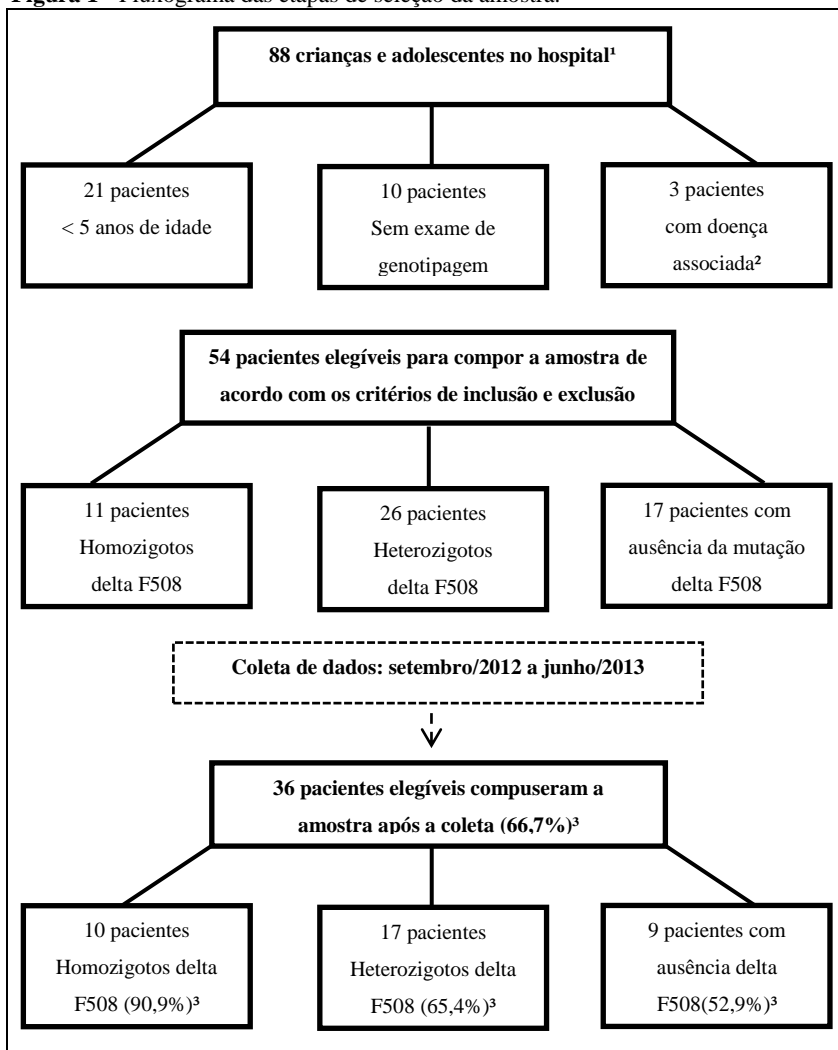 Figura 1 - Fluxograma das etapas de seleção da amostra.
88 crianças e adolescentes no hospital¹
21 pacientes
< 5 anos de idade
10 pacientes
Sem exame de
genotipagem
3 pacientes
com doença
associada²
54 pacientes elegíveis para compor a amostra de
acordo com os critérios de inclusão e exclusão
11 pacientes
Homozigotos
delta F508
26 pacientes
Heterozigotos
delta F508
17 pacientes com
ausência da mutação
delta F508
Coleta de dados: setembro/2012 a junho/2013
36 pacientes elegíveis compuseram a
amostra após a coleta (66,7%)³
10 pacientes
Homozigotos delta
F508 (90,9%)³
17 pacientes
Heterozigotos delta
F508 (65,4%)³
9 pacientes com
ausência delta
F508(52,9%)³